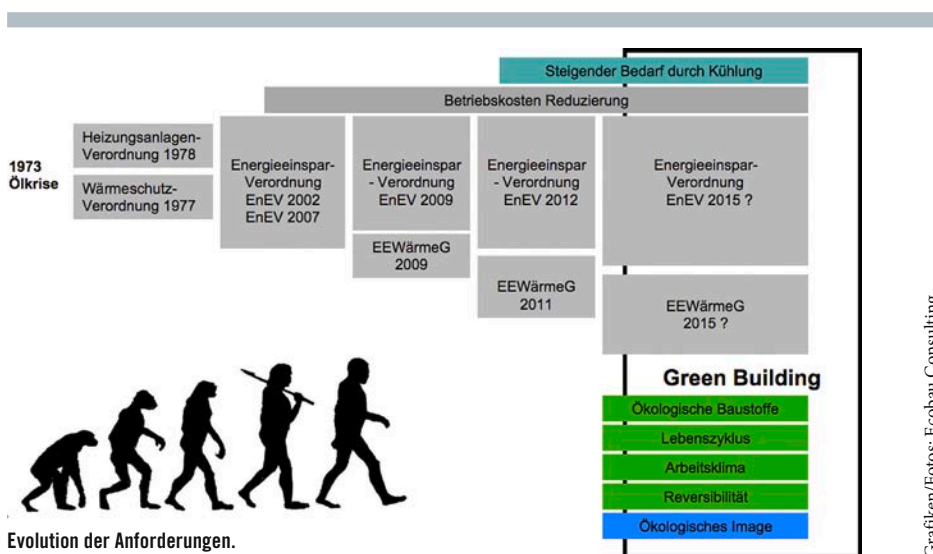 Steigender Bedarf durch Kühlung
Betriebskosten Reduzierung
1973
Ölkrise
Heizungsanlagen-
Verordnung 1978
Wärmeschutz-
Verordnung 1977
Energieeinspar-
Verordnung
EnEV 2002
EnEV 2007
Energieeinspar
- Verordnung
EnEV 2009
EEWärmeG
2009
Energieeinspar
- Verordnung
EnEV 2012
EEWärmeG
2011
Energieeinspar-
Verordnung
EnEV 2015 ?
EEWärmeG
2015 ?
Green Building
Ökologische Baustoffe
Lebenszyklus
Arbeitsklima
Reversibilität
Ökologisches Image
Evolution der Anforderungen.
Grafiken/Fotos: Ecobau Consulting